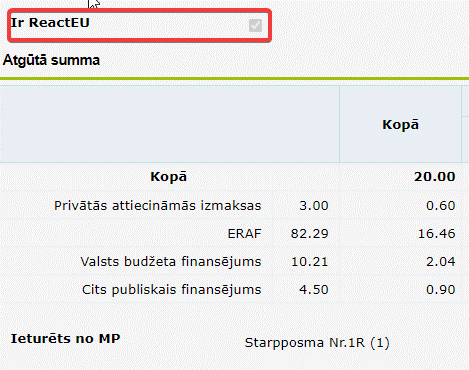 Ir ReactEU
Atgūtā summa
Kopā
Kopā 20.00
Privātās attiecināmās izmaksas 3.00 0.60
ERAF 82.29 16.46
Valsts budžeta finansējums 10.21 2.04
Cits publiskais finansējums 4.50 0.90
Ieturēts no MP Starpposma Nr.1R (1)